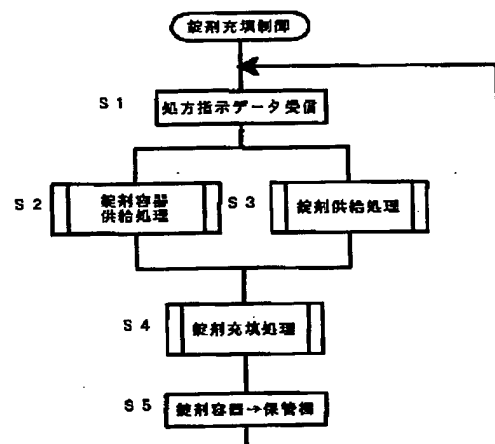 錠剤充填制御
S1
処方指示データ受信
S2
錠剤容器
供給処理
S3
錠剤供給処理
S4
錠剤充填処理
S5
錠剤容器→保管棚